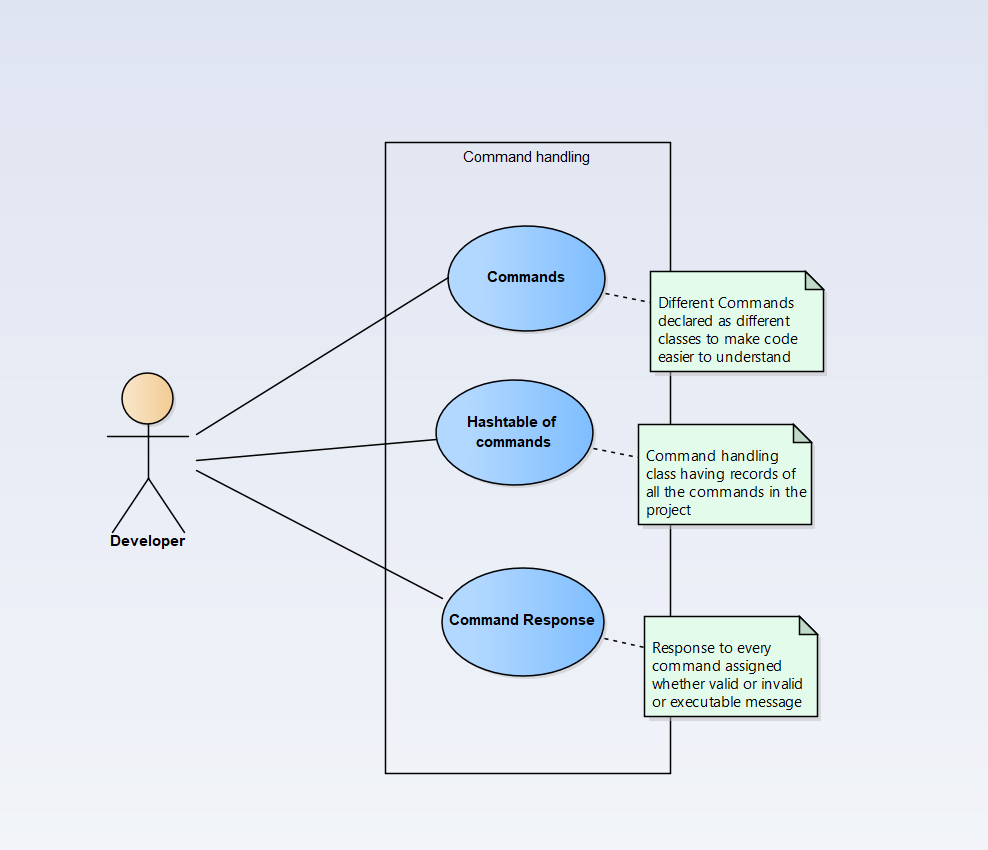 Command handling
Commands
Different Commands
declared as different
classes to make code
easier to understand
Hashtable of
commands
Command handling
class having records of
all the commands in the
project
Developer
Command Response
Response to every
command assigned
whether valid or invalid
or executable message